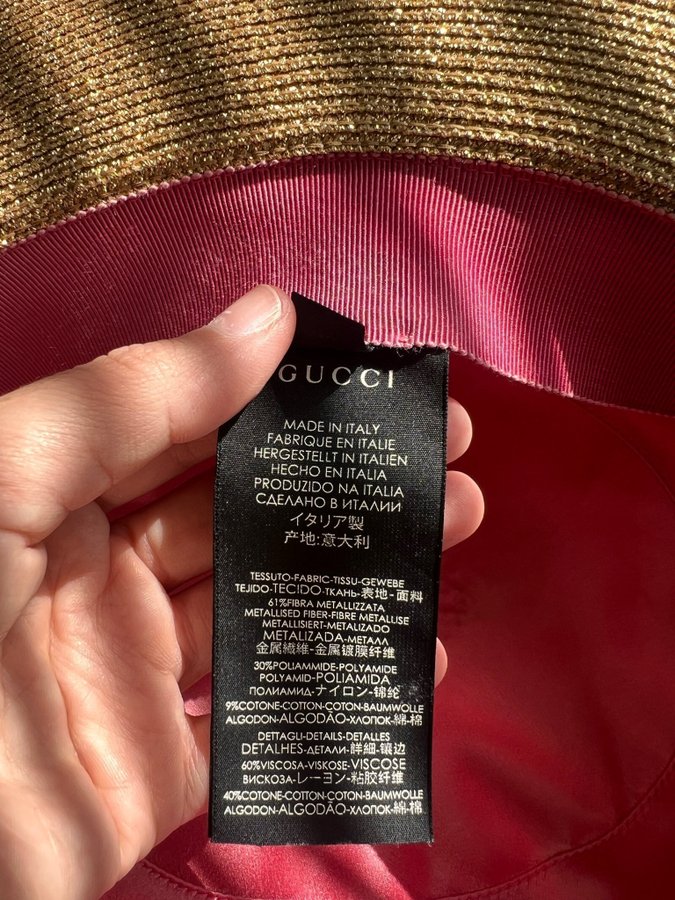 GUCCI
MADE IN ITALY
FABRIQUE EN ITALIE
HERGESTELLT IN ITALIEN
HECHO EN ITALIA
PRODUZIDO NA ITALIA
СДЕЛАНО В ИТАЛИИ
イタリア製
产地:意大利
TESSUTO-FABRIC-TISSU-GEWEBE
TEJIDO-TECIDO-ТКАНЬ-表地-面料
61%FIBRA METALLIZZATA
METALLISED FIBER-FIBRE METALLISE
METALLISIERT-METALIZADO
METALIZADA-МЕТАЛЛ
金属繊維-金属镀膜纤维
30%POLIAMMIDE-POLYAMIDE
POLYAMID-POLIAMIDA
ПОЛИАМИД-ナイロン-锦纶
9%COTONE-COTTON-COTON-BAUMWOLLE
ALGODON-ALGODÃO-ХЛОПОК-綿-棉
DETTAGLI-DETAILS-DETALLES
DETALHES-ДЕТАЛИ-詳細-镶边
60%VISCOSA-VISKOSE-VISCOSE
ВИСКОЗА-レーヨン-粘胶纤维
40%COTONE-COTTON-COTON-BAUMWOLLE
ALGODON-ALGODÃO-ХЛОПОК-綿-棉